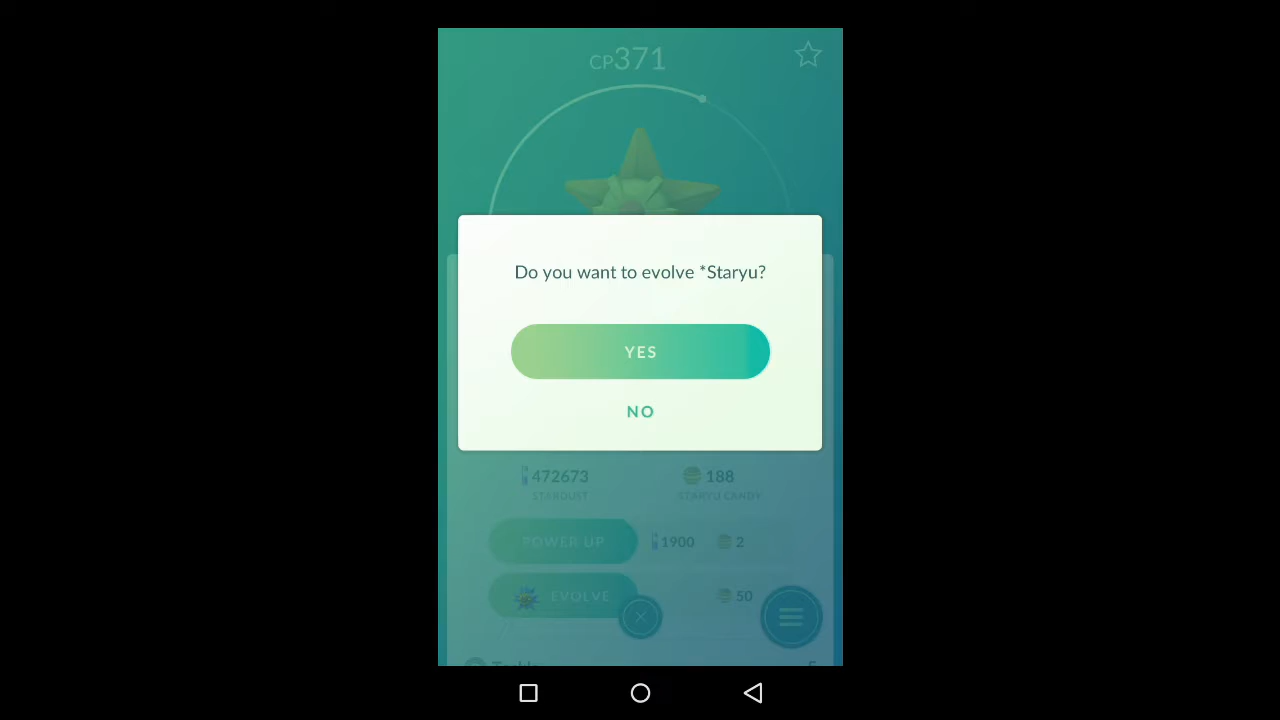 CP371
Do you want to evolve *Staryu?
YES
NO
472673
188
STARDUST
STARYU CANDY
POWER UP
1900
2
EVOLVE
50